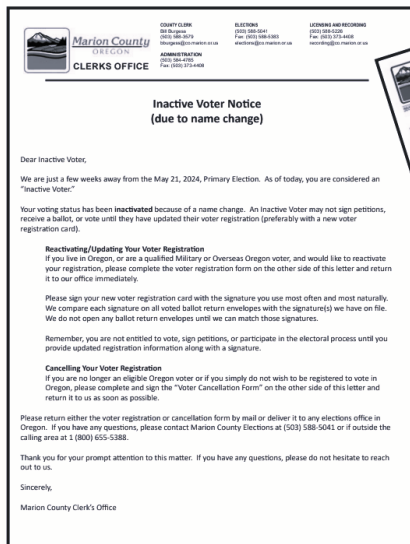 Marion County
OREGON
CLERKS OFFICE
COUNTY CLERK
Bill Burgess
(503) 588-3679
bburgess@co.marion.or.us
ADMINISTRATION
(503) 584-4785
Fax: (503) 373-4408
ELECTIONS
(503) 588-5041
Fax: (503) 588-5383
elections@co.marion.or.us
LICENSING AND RECORDING
(503) 588-5226
Fax: (503) 373-4408
recording@co.marion.or.us
Inactive Voter Notice
(due to name change)
Dear Inactive Voter,
We are just a few weeks away from the May 21, 2024, Primary Election. As of today, you are considered an
“Inactive Voter.”
Your voting status has been inactivated because of a name change. An Inactive Voter may not sign petitions,
receive a ballot, or vote until they have updated their voter registration (preferably with a new voter
registration card).
Reactivating/Updating Your Voter Registration
If you live in Oregon, or are a qualified Military or Overseas Oregon voter, and would like to reactivate
your registration, please complete the voter registration form on the other side of this letter and return
it to our office immediately.
Please sign your new voter registration card with the signature you use most often and most naturally.
We compare each signature on all voted ballot return envelopes with the signature(s) we have on file.
We do not open any ballot return envelopes until we can match those signatures.
Remember, you are not entitled to vote, sign petitions, or participate in the electoral process until you
provide updated registration information along with a signature.
Cancelling Your Voter Registration
If you are no longer an eligible Oregon voter or if you simply do not wish to be registered to vote in
Oregon, please complete and sign the “Voter Cancellation Form” on the other side of this letter and
return it to us as soon as possible.
Please return either the voter registration or cancellation form by mail or deliver it to any elections office in
Oregon. If you have any questions, please contact Marion County Elections at (503) 588-5041 or if outside the
calling area at 1 (800) 655-5388.
Thank you for your prompt attention to this matter. If you have any questions, please do not hesitate to reach
out to us.
Sincerely,
Marion County Clerk's Office